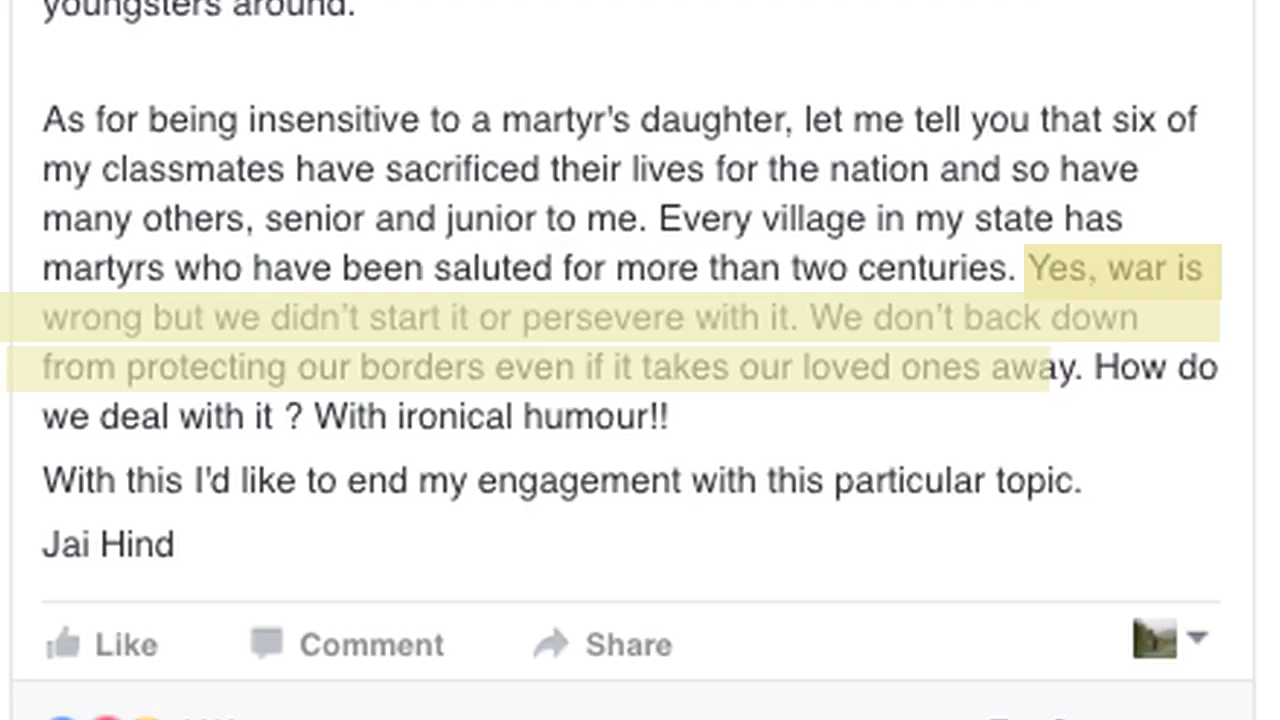 youngsters around.
As for being insensitive to a martyr's daughter, let me tell you that six of
my classmates have sacrificed their lives for the nation and so have
many others, senior and junior to me. Every village in my state has
martyrs who have been saluted for more than two centuries. Yes, war is
wrong but we didn’t start it or persevere with it. We don’t back down
from protecting our borders even if it takes our loved ones away. How do
we deal with it ? With ironical humour!!
With this I'd like to end my engagement with this particular topic.
Jai Hind
Like Comment Share